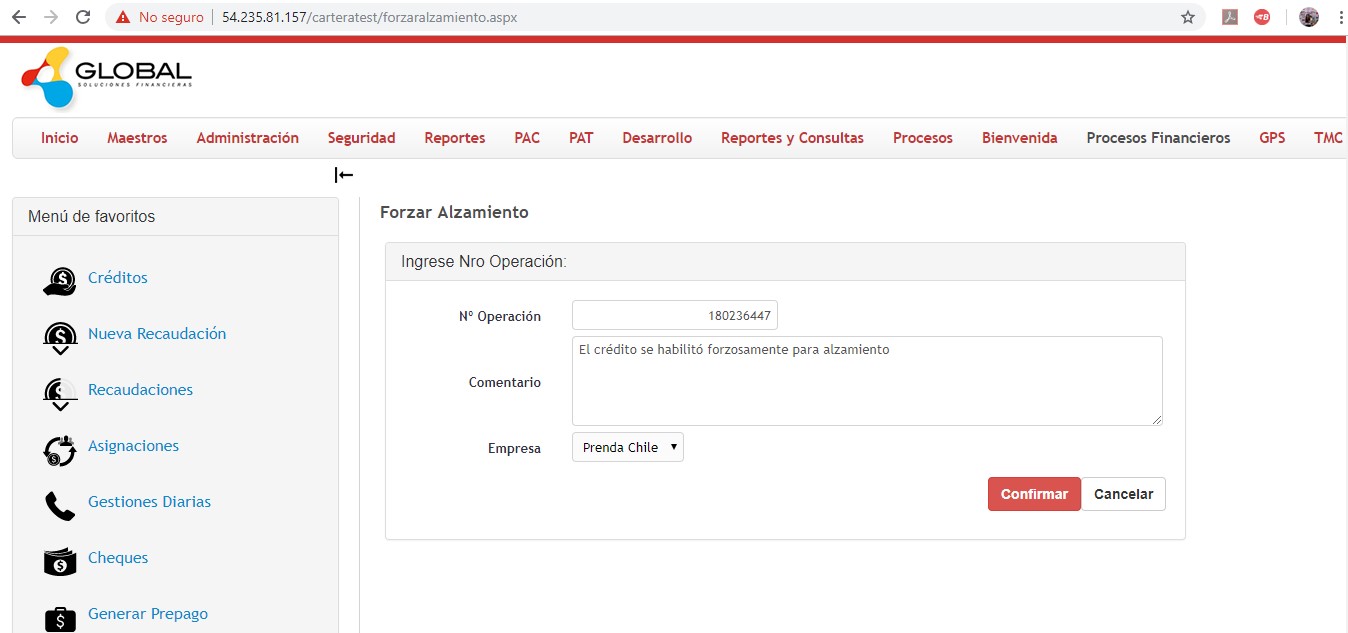 No seguro | 54.235.81.157/carteratest/forzaralzamiento.aspx
GLOBAL
SOLUCIONES FINANCIERAS
Inicio Maestros Administración Seguridad Reportes PAC PAT Desarrollo Reportes y Consultas Procesos Bienvenida Procesos Financieros GPS TMC
Menú de favoritos
Créditos
Nueva Recaudación
Recaudaciones
Asignaciones
Gestiones Diarias
Cheques
Generar Prepago
Forzar Alzamiento
Ingrese Nro Operación:
Nº Operación 180236447
Comentario El crédito se habilitó forzosamente para alzamiento
Empresa Prenda Chile
Confirmar Cancelar